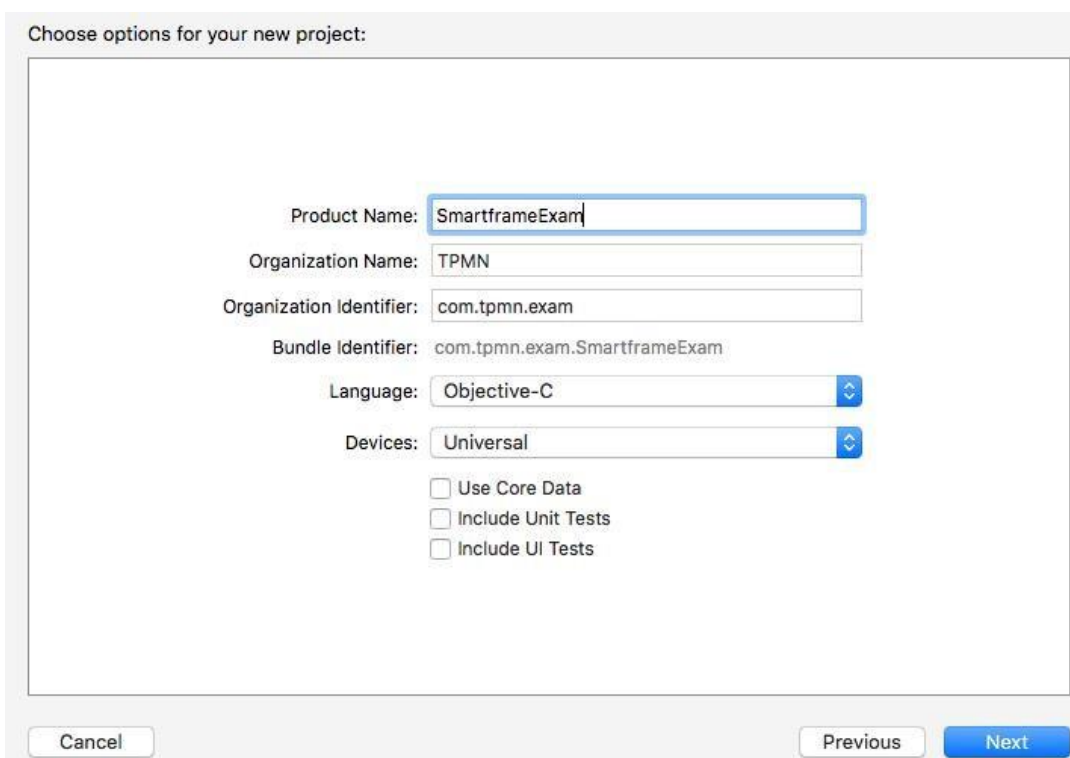 Choose options for your new project:
Product Name: SmartframeExam
Organization Name: TPMN
Organization Identifier: com.tpmn.exam
Bundle Identifier: com.tpmn.exam.SmartframeExam
Language: Objective-C
Devices: Universal
Use Core Data
Include Unit Tests
Include UI Tests
Cancel Previous Next